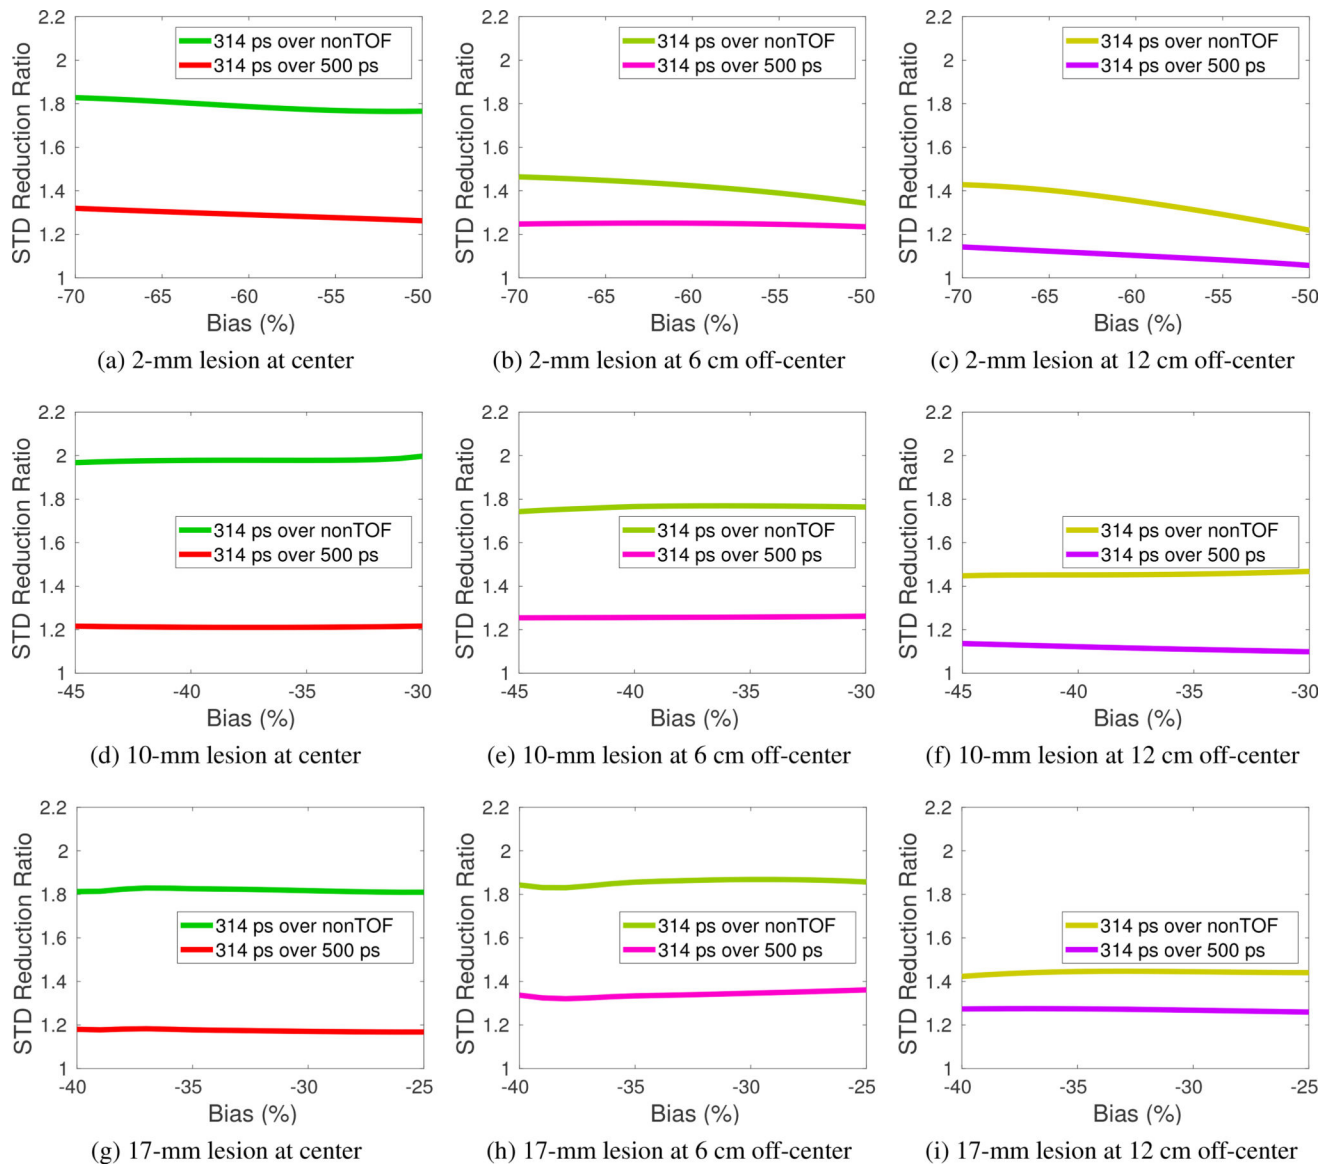 2.2
2
1.8
1.6
1.4
1.2
1
STD Reduction Ratio
314 ps over nonTOF
314 ps over 500 ps
-70 -65 -60 -55 -50
Bias (%)
(a) 2-mm lesion at center
2.2
2
1.8
1.6
1.4
1.2
1
STD Reduction Ratio
314 ps over nonTOF
314 ps over 500 ps
-70 -65 -60 -55 -50
Bias (%)
(b) 2-mm lesion at 6 cm off-center
2.2
2
1.8
1.6
1.4
1.2
1
STD Reduction Ratio
314 ps over nonTOF
314 ps over 500 ps
-70 -65 -60 -55 -50
Bias (%)
(c) 2-mm lesion at 12 cm off-center
2.2
2
1.8
1.6
1.4
1.2
1
STD Reduction Ratio
314 ps over nonTOF
314 ps over 500 ps
-45 -40 -35 -30
Bias (%)
(d) 10-mm lesion at center
2.2
2
1.8
1.6
1.4
1.2
1
STD Reduction Ratio
314 ps over nonTOF
314 ps over 500 ps
-45 -40 -35 -30
Bias (%)
(e) 10-mm lesion at 6 cm off-center
2.2
2
1.8
1.6
1.4
1.2
1
STD Reduction Ratio
314 ps over nonTOF
314 ps over 500 ps
-45 -40 -35 -30
Bias (%)
(f) 10-mm lesion at 12 cm off-center
2.2
2
1.8
1.6
1.4
1.2
1
STD Reduction Ratio
314 ps over nonTOF
314 ps over 500 ps
-40 -35 -30 -25
Bias (%)
(g) 17-mm lesion at center
2.2
2
1.8
1.6
1.4
1.2
1
STD Reduction Ratio
314 ps over nonTOF
314 ps over 500 ps
-40 -35 -30 -25
Bias (%)
(h) 17-mm lesion at 6 cm off-center
2.2
2
1.8
1.6
1.4
1.2
1
STD Reduction Ratio
314 ps over nonTOF
314 ps over 500 ps
-40 -35 -30 -25
Bias (%)
(i) 17-mm lesion at 12 cm off-center